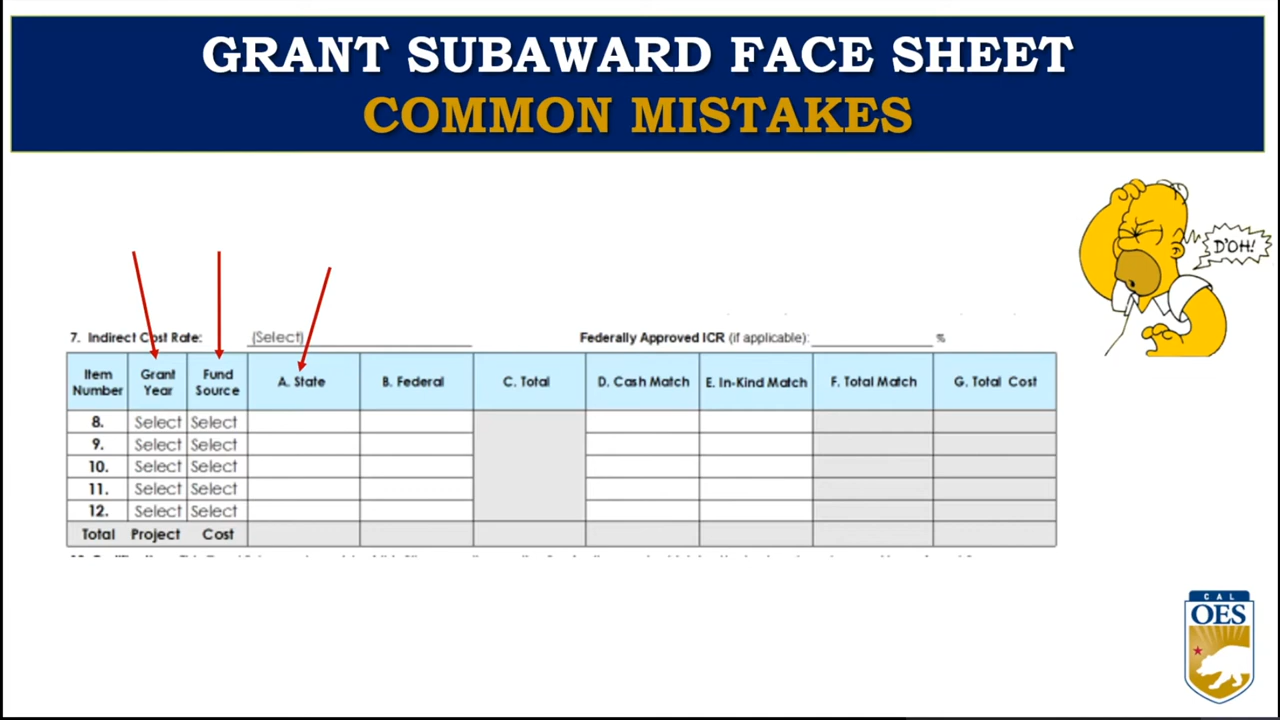 GRANT SUBAWARD FACE SHEET
COMMON MISTAKES
D'OH!
7. Indirect Cost Rate: (Select) Federally Approved ICR (if applicable): %
Item Number Grant Year Fund Source A. State B. Federal C. Total D. Cash Match E. In-Kind Match F. Total Match G. Total Cost
8. Select Select
9. Select Select
10. Select Select
11. Select Select
12. Select Select
Total Project Cost
CAL
OES